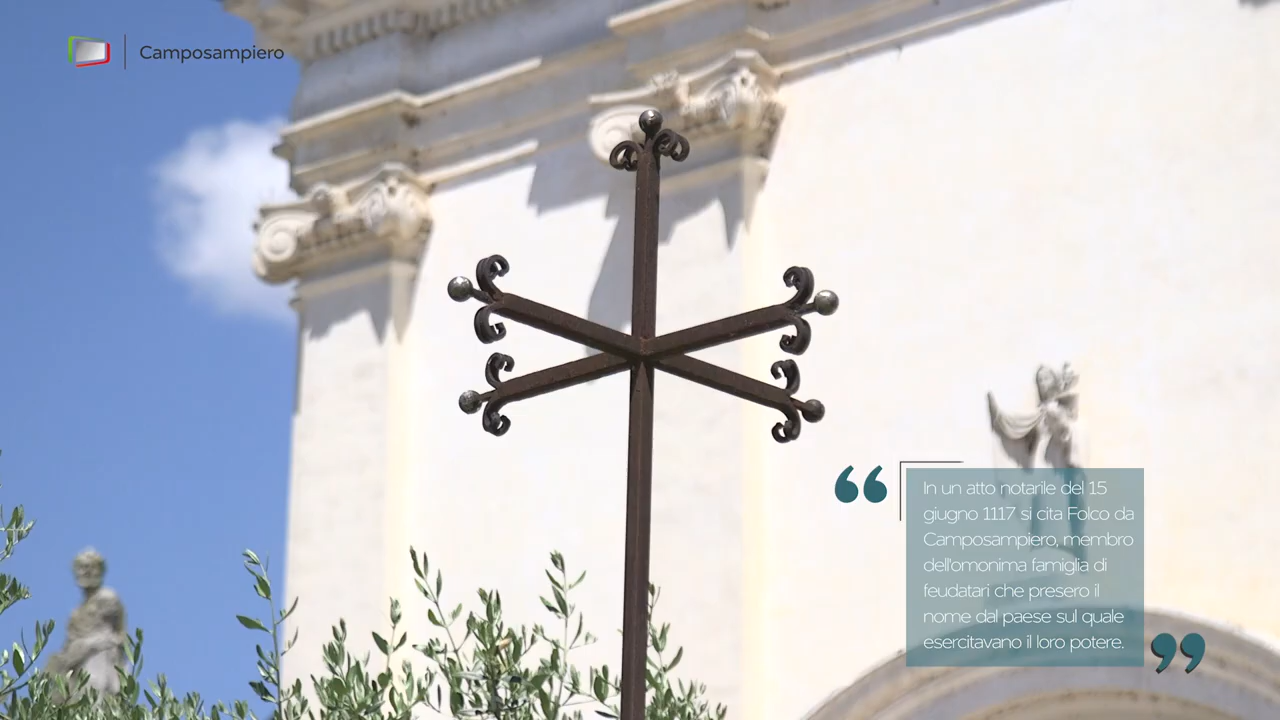 Camposampiero
In un atto notarile del 15
giugno 1117 si cita Folco da
Camposampiero, membro
dell'omonima famiglia di
feudatari che presero il
nome dal paese sul quale
esercitavano il loro potere.